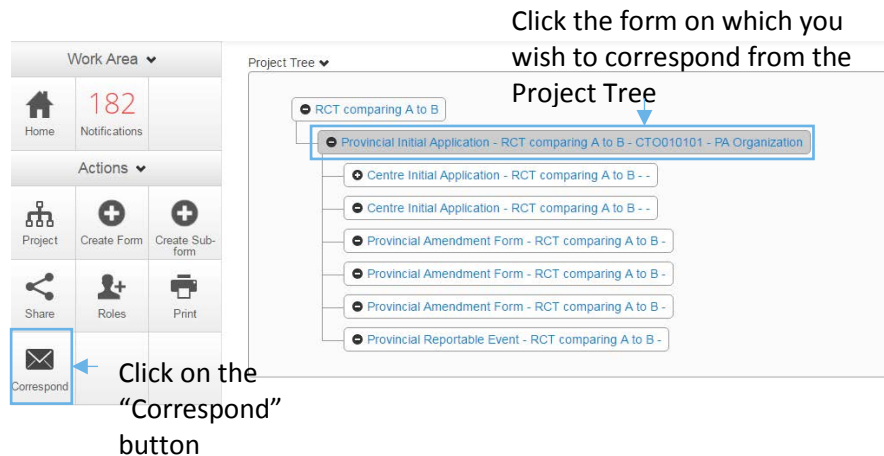 Click the form on which you
wish to correspond from the
Project Tree
Work Area
Project Tree
182
Home
Notifications
RCT comparing A to B
Provincial Initial Application - RCT comparing A to B - CTO010101 - PA Organization
Actions
Centre Initial Application - RCT comparing A to B - -
Centre Initial Application - RCT comparing A to B - -
Project
Create Form
Create Sub-
form
Provincial Amendment Form - RCT comparing A to B -
Provincial Amendment Form - RCT comparing A to B -
Provincial Amendment Form - RCT comparing A to B -
Share
Roles
Print
Provincial Reportable Event - RCT comparing A to B -
Correspond
Click on the
“Correspond”
button